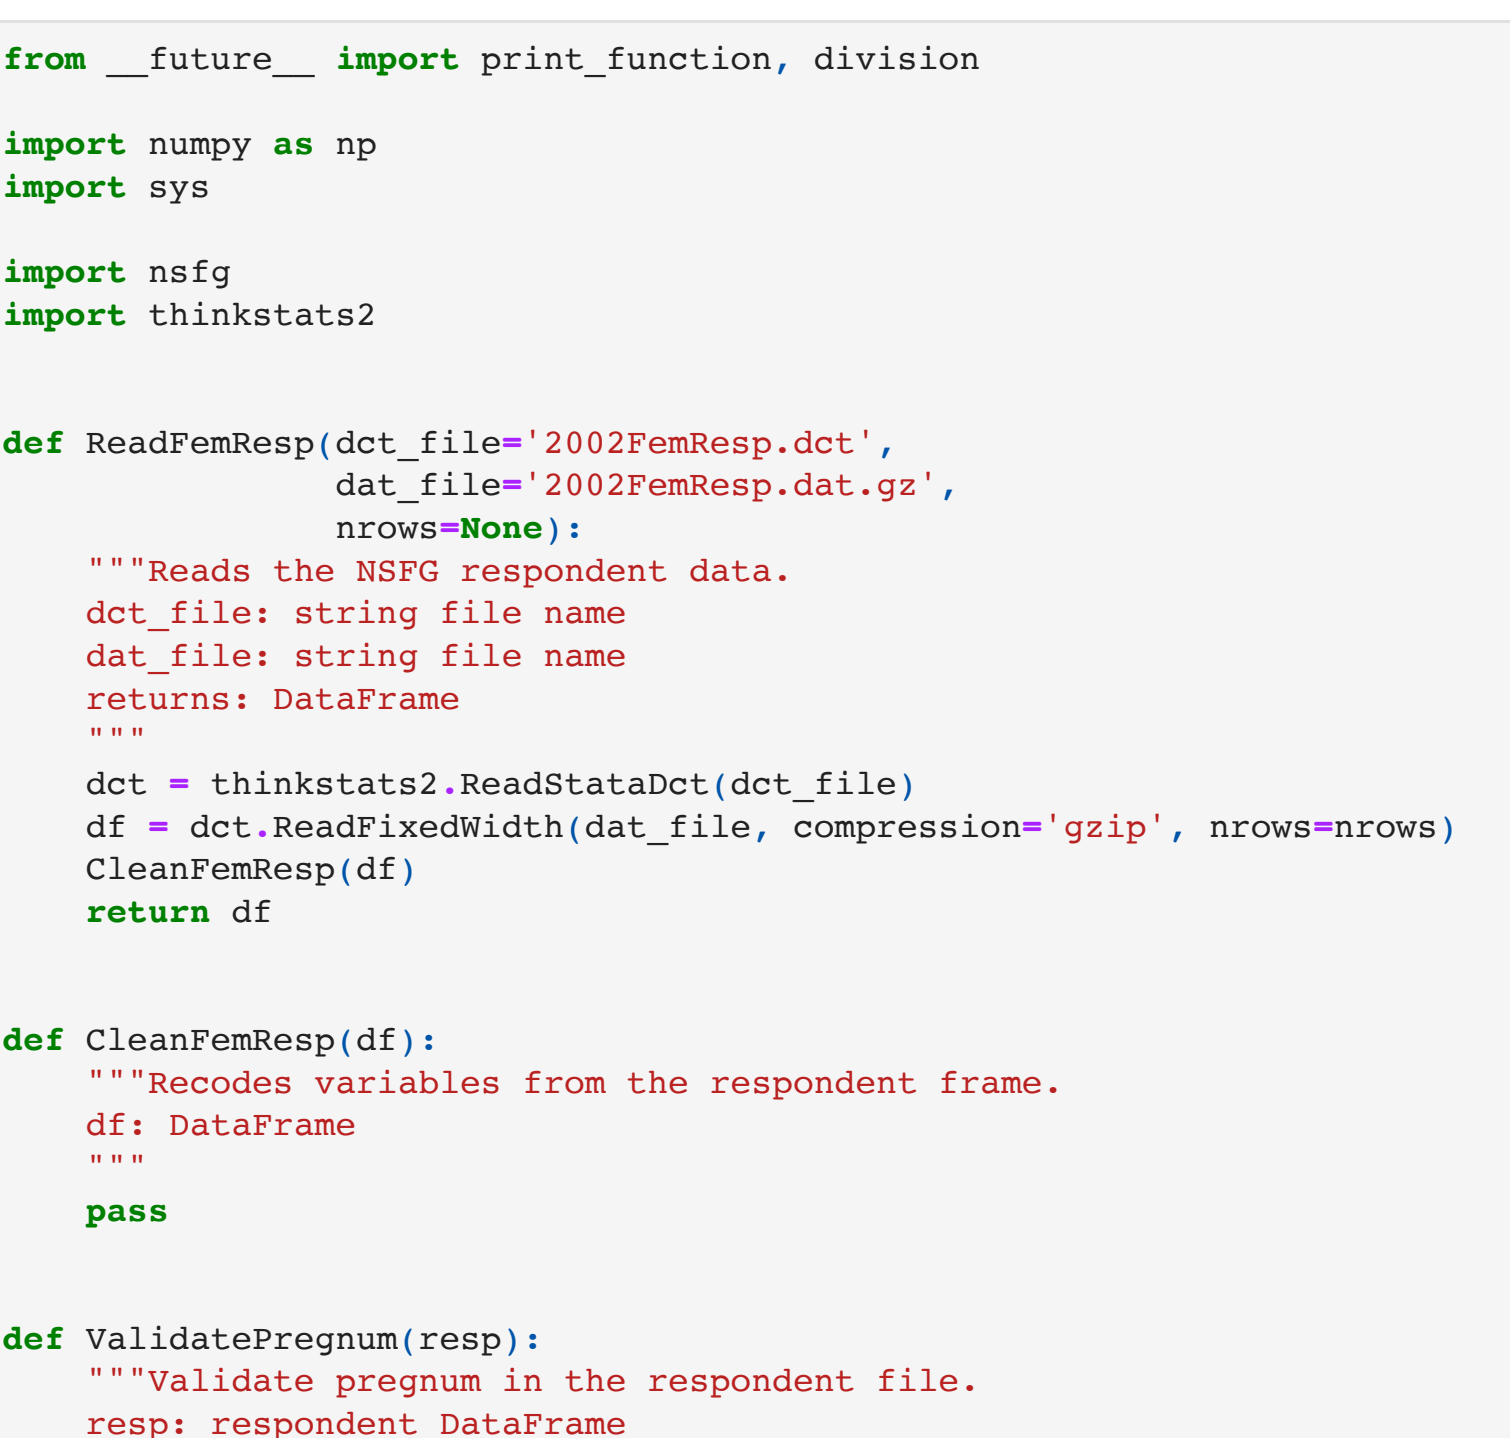 from __future__ import print_function, division
import numpy as np
import sys
import nsfg
import thinkstats2
def ReadFemResp(dct_file='2002FemResp.dct',
                dat_file='2002FemResp.dat.gz',
                nrows=None):
    """Reads the NSFG respondent data.
    dct_file: string file name
    dat_file: string file name
    returns: DataFrame
    """
    dct = thinkstats2.ReadStataDct(dct_file)
    df = dct.ReadFixedWidth(dat_file, compression='gzip', nrows=nrows)
    CleanFemResp(df)
    return df
def CleanFemResp(df):
    """Recodes variables from the respondent frame.
    df: DataFrame
    """
    pass
def ValidatePregnum(resp):
    """Validate pregnum in the respondent file.
    resp: respondent DataFrame